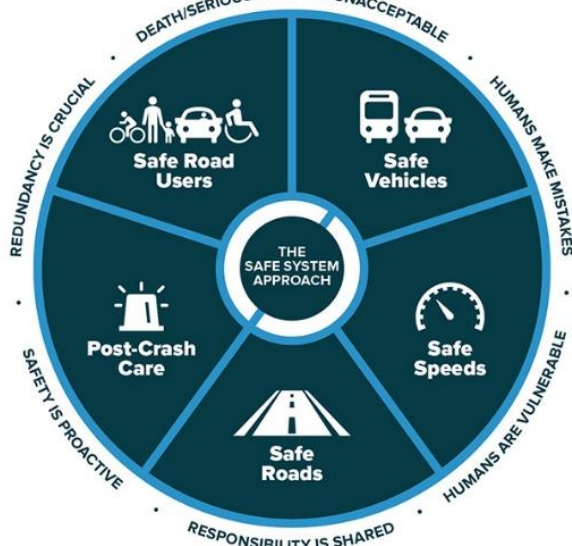 DEATH/SERIOUS UNACCEPTABLE
HUMANS MAKE MISTAKES
HUMANS ARE VULNERABLE
RESPONSIBILITY IS SHARED
SAFETY IS PROACTIVE
REDUNDANCY IS CRUCIAL
Safe Road
Users
Safe
Vehicles
THE
SAFE SYSTEM
APPROACH
Post-Crash
Care
Safe
Speeds
Safe
Roads